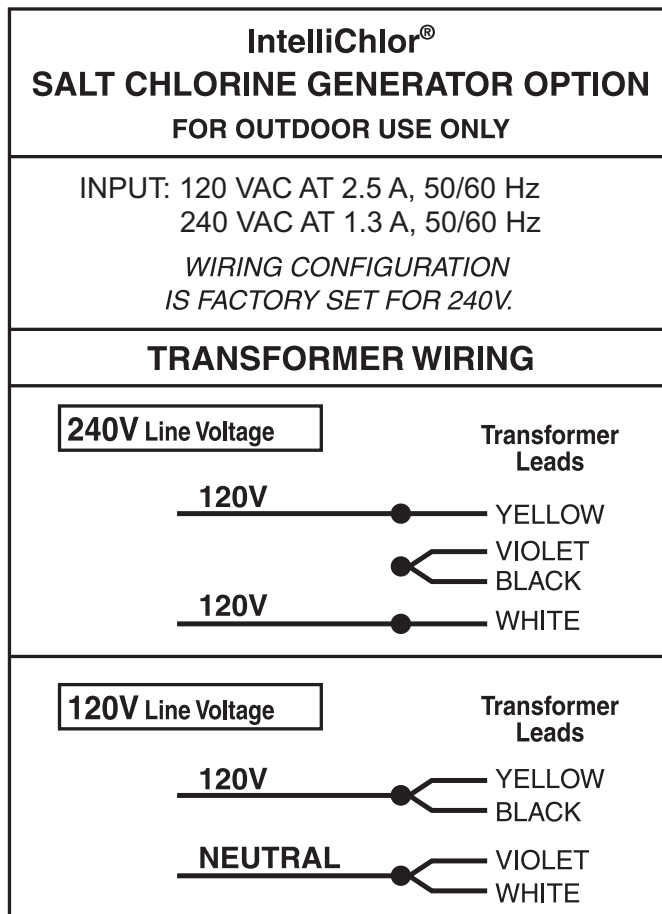 IntelliChlor®
SALT CHLORINE GENERATOR OPTION
FOR OUTDOOR USE ONLY
INPUT: 120 VAC AT 2.5 A, 50/60 Hz
240 VAC AT 1.3 A, 50/60 Hz
WIRING CONFIGURATION
IS FACTORY SET FOR 240V.
TRANSFORMER WIRING
240V Line Voltage
Transformer
Leads
120V
YELLOW
VIOLET
BLACK
120V
WHITE
120V Line Voltage
Transformer
Leads
120V
YELLOW
BLACK
NEUTRAL
VIOLET
WHITE